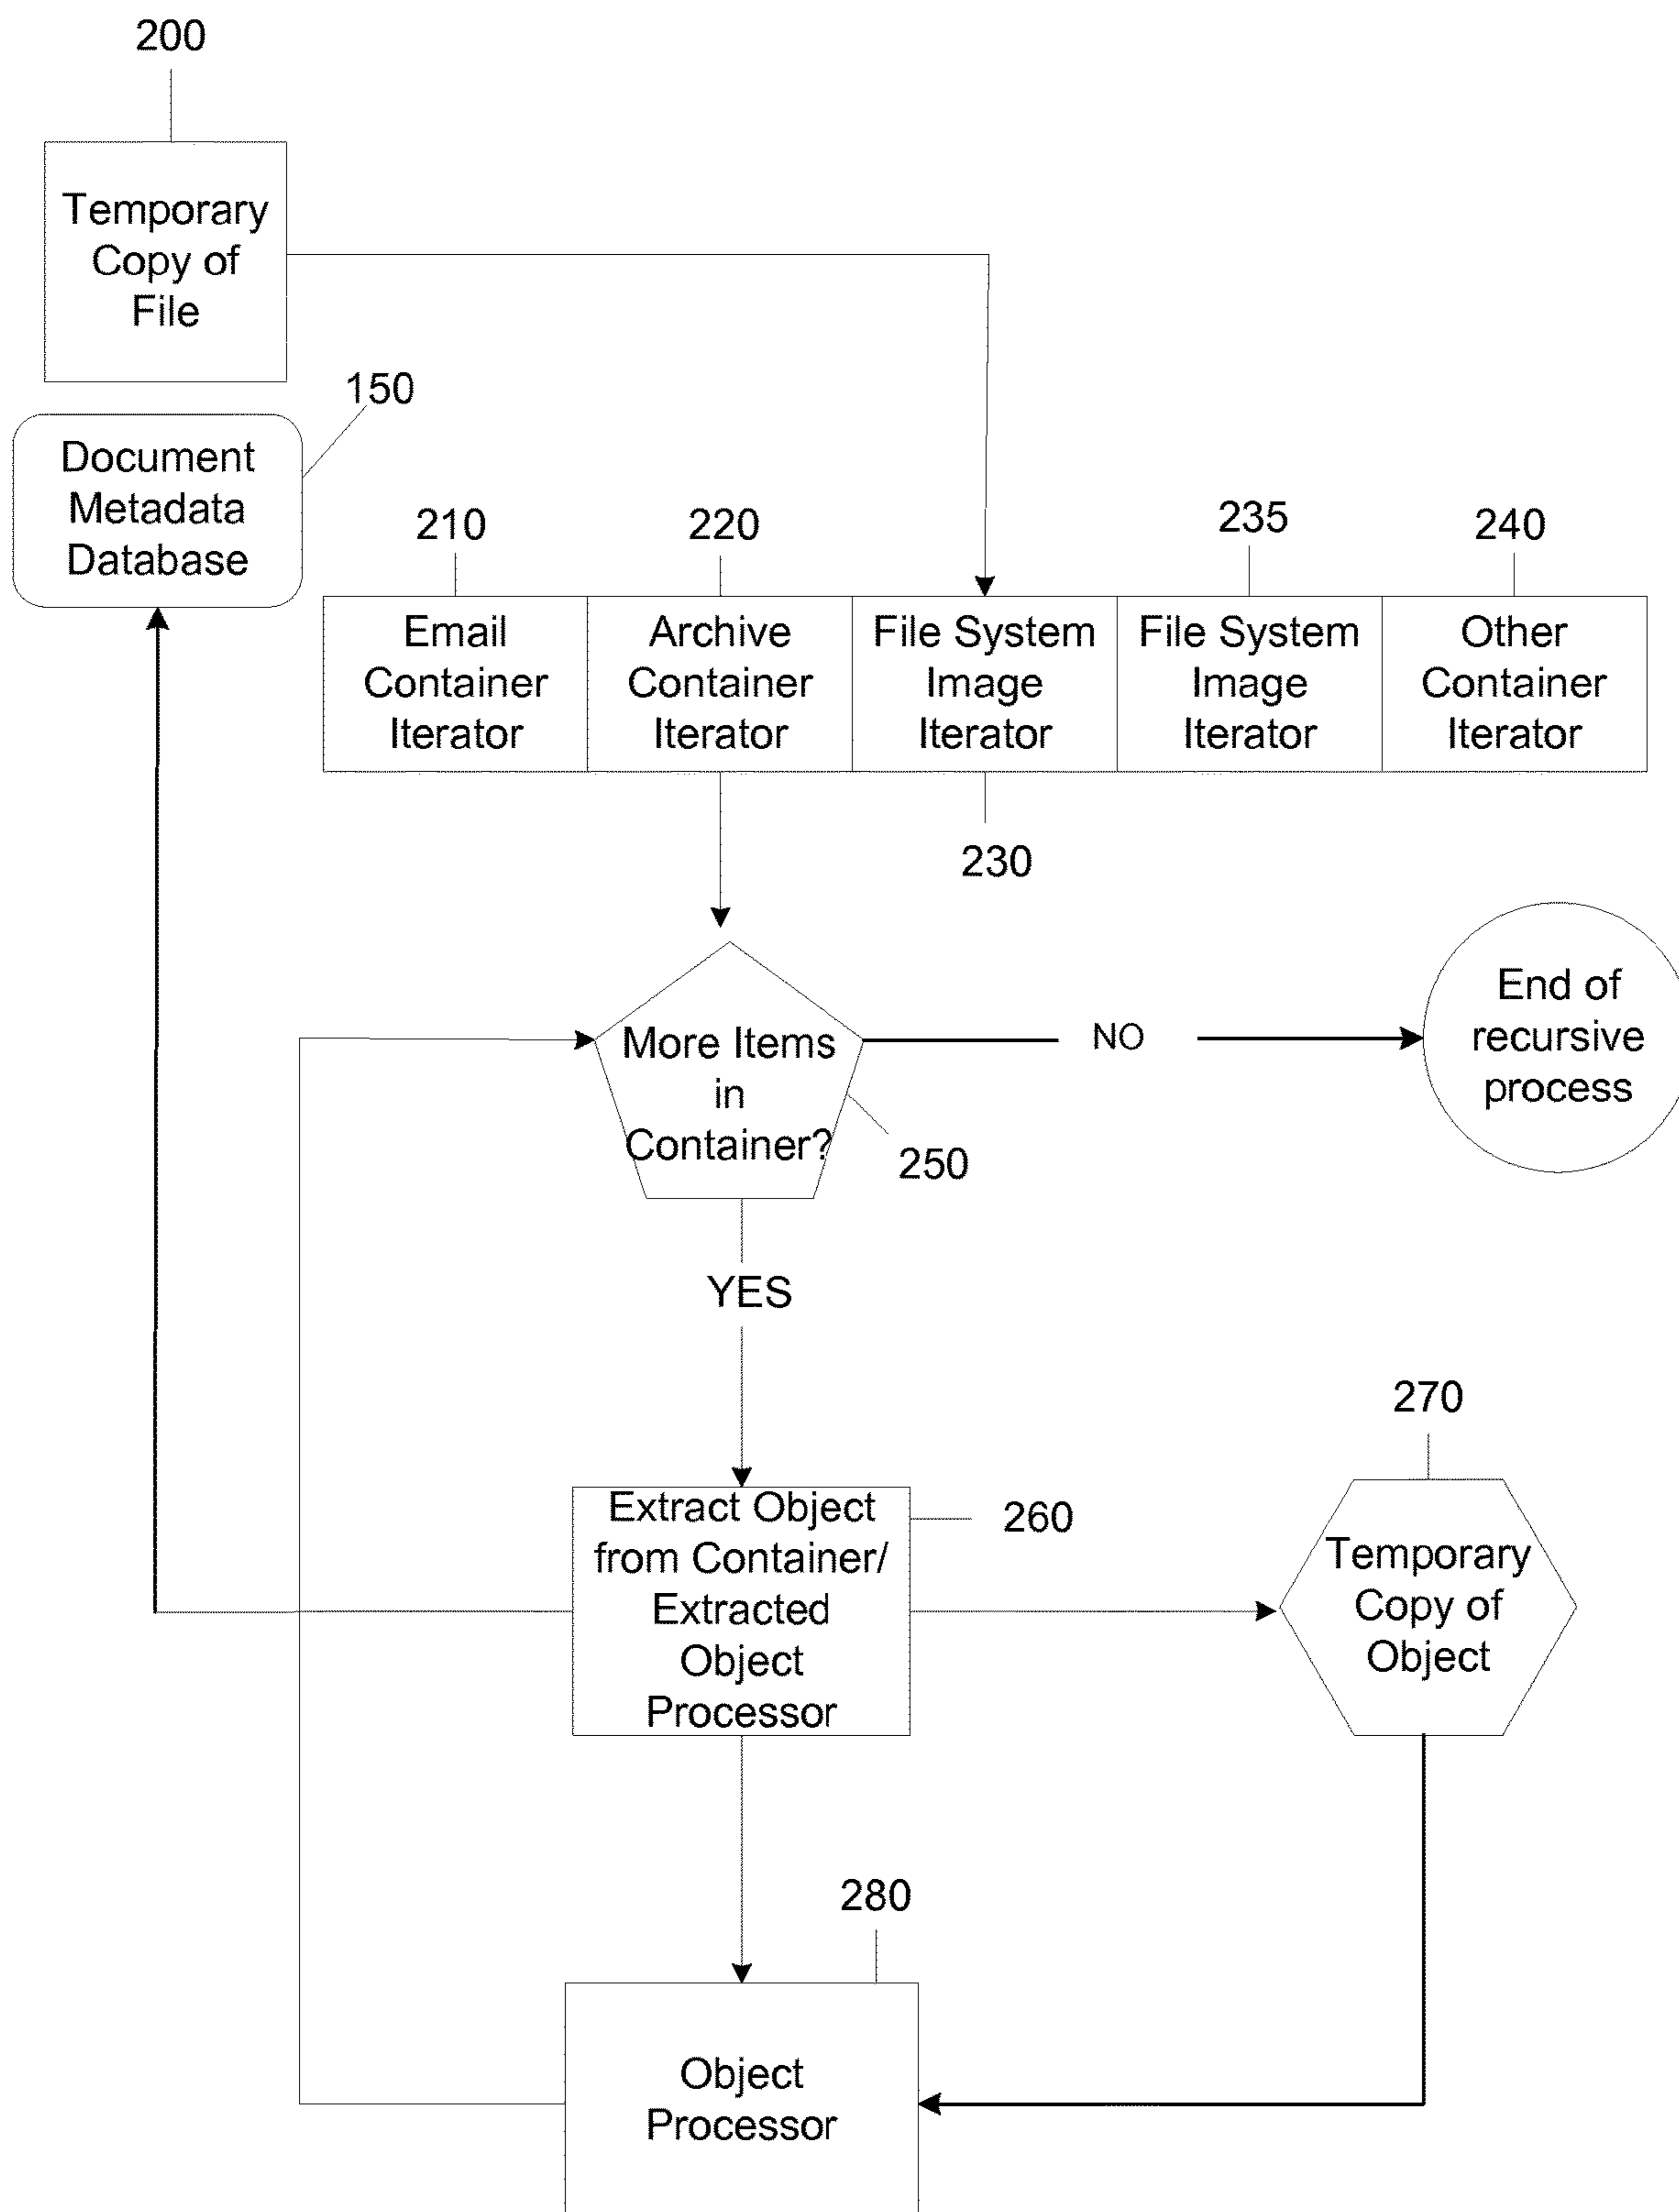 200
Temporary
Copy of
File
150
Document
Metadata
Database
210
220
235
240
Email
Container
Iterator
Archive
Container
Iterator
File System
Image
Iterator
File System
Image
Iterator
Other
Container
Iterator
230
More Items
in
Container?
250
NO
End of
recursive
process
YES
270
Extract Object
from Container/
Extracted
Object
Processor
260
Temporary
Copy of
Object
280
Object
Processor